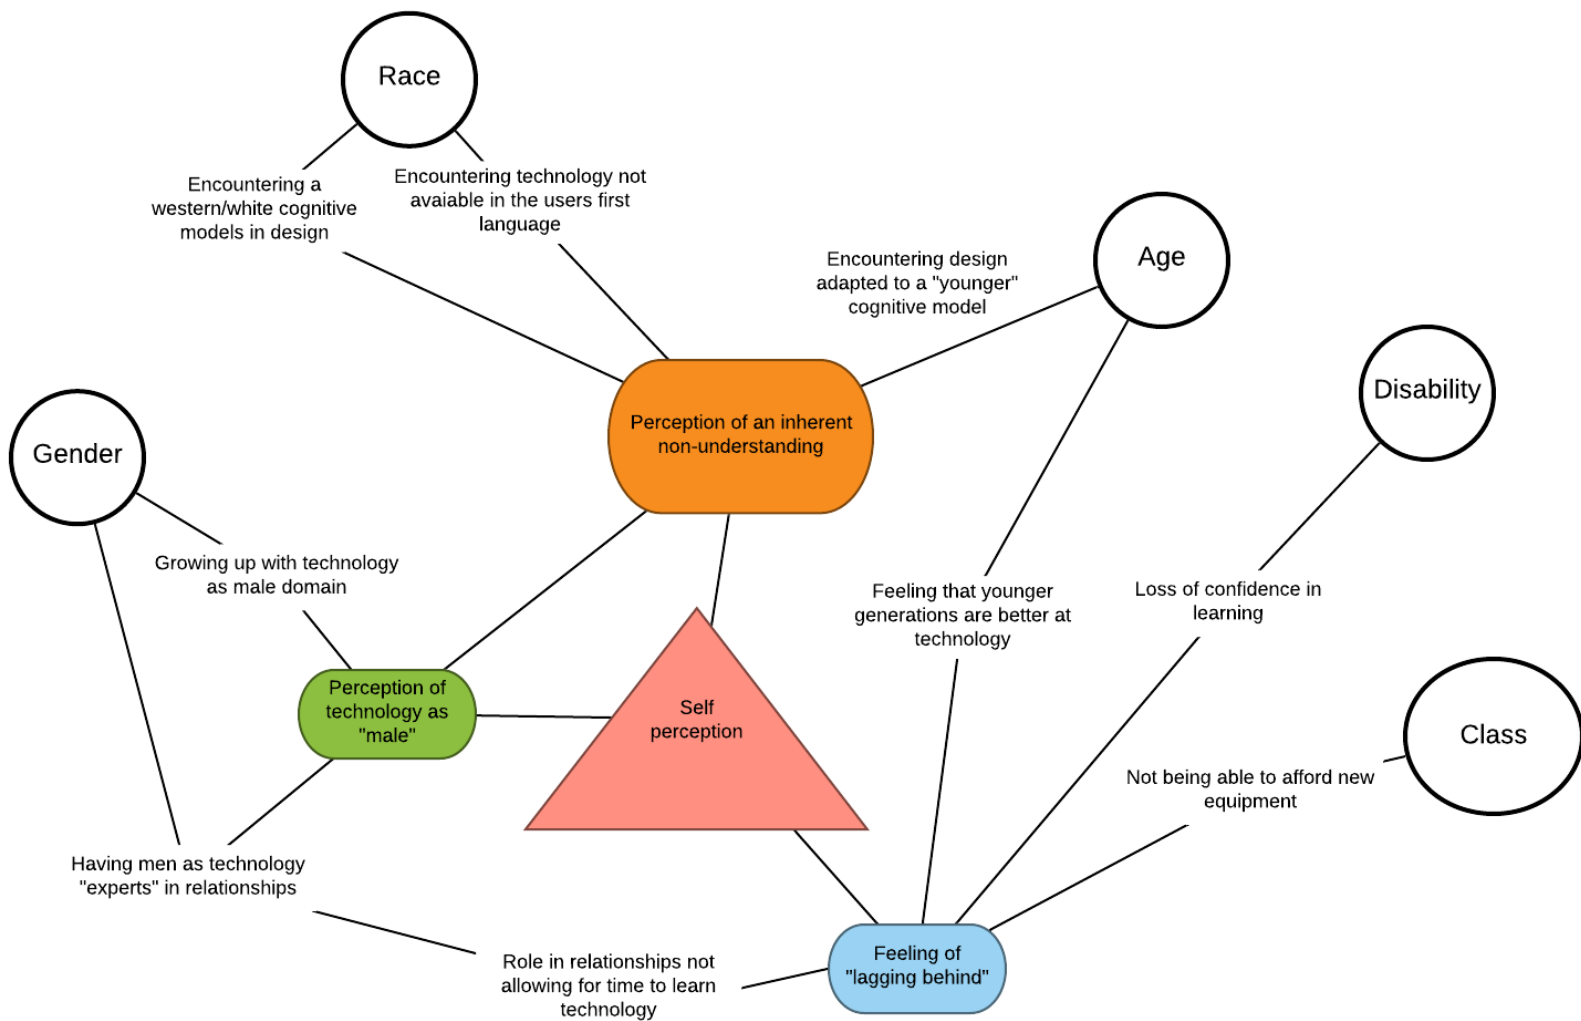 Race
Encountering a
western/white cognitive
models in design
Encountering technology not
avaiable in the users first
language
Age
Encountering design
adapted to a "younger"
cognitive model
Disability
Perception of an inherent
non-understanding
Gender
Growing up with technology
as male domain
Feeling that younger
generations are better at
technology
Loss of confidence in
learning
Perception of
technology as
"male"
Self
perception
Class
Not being able to afford new
equipment
Having men as technology
"experts" in relationships
Role in relationships not
allowing for time to learn
technology
Feeling of
"lagging behind"